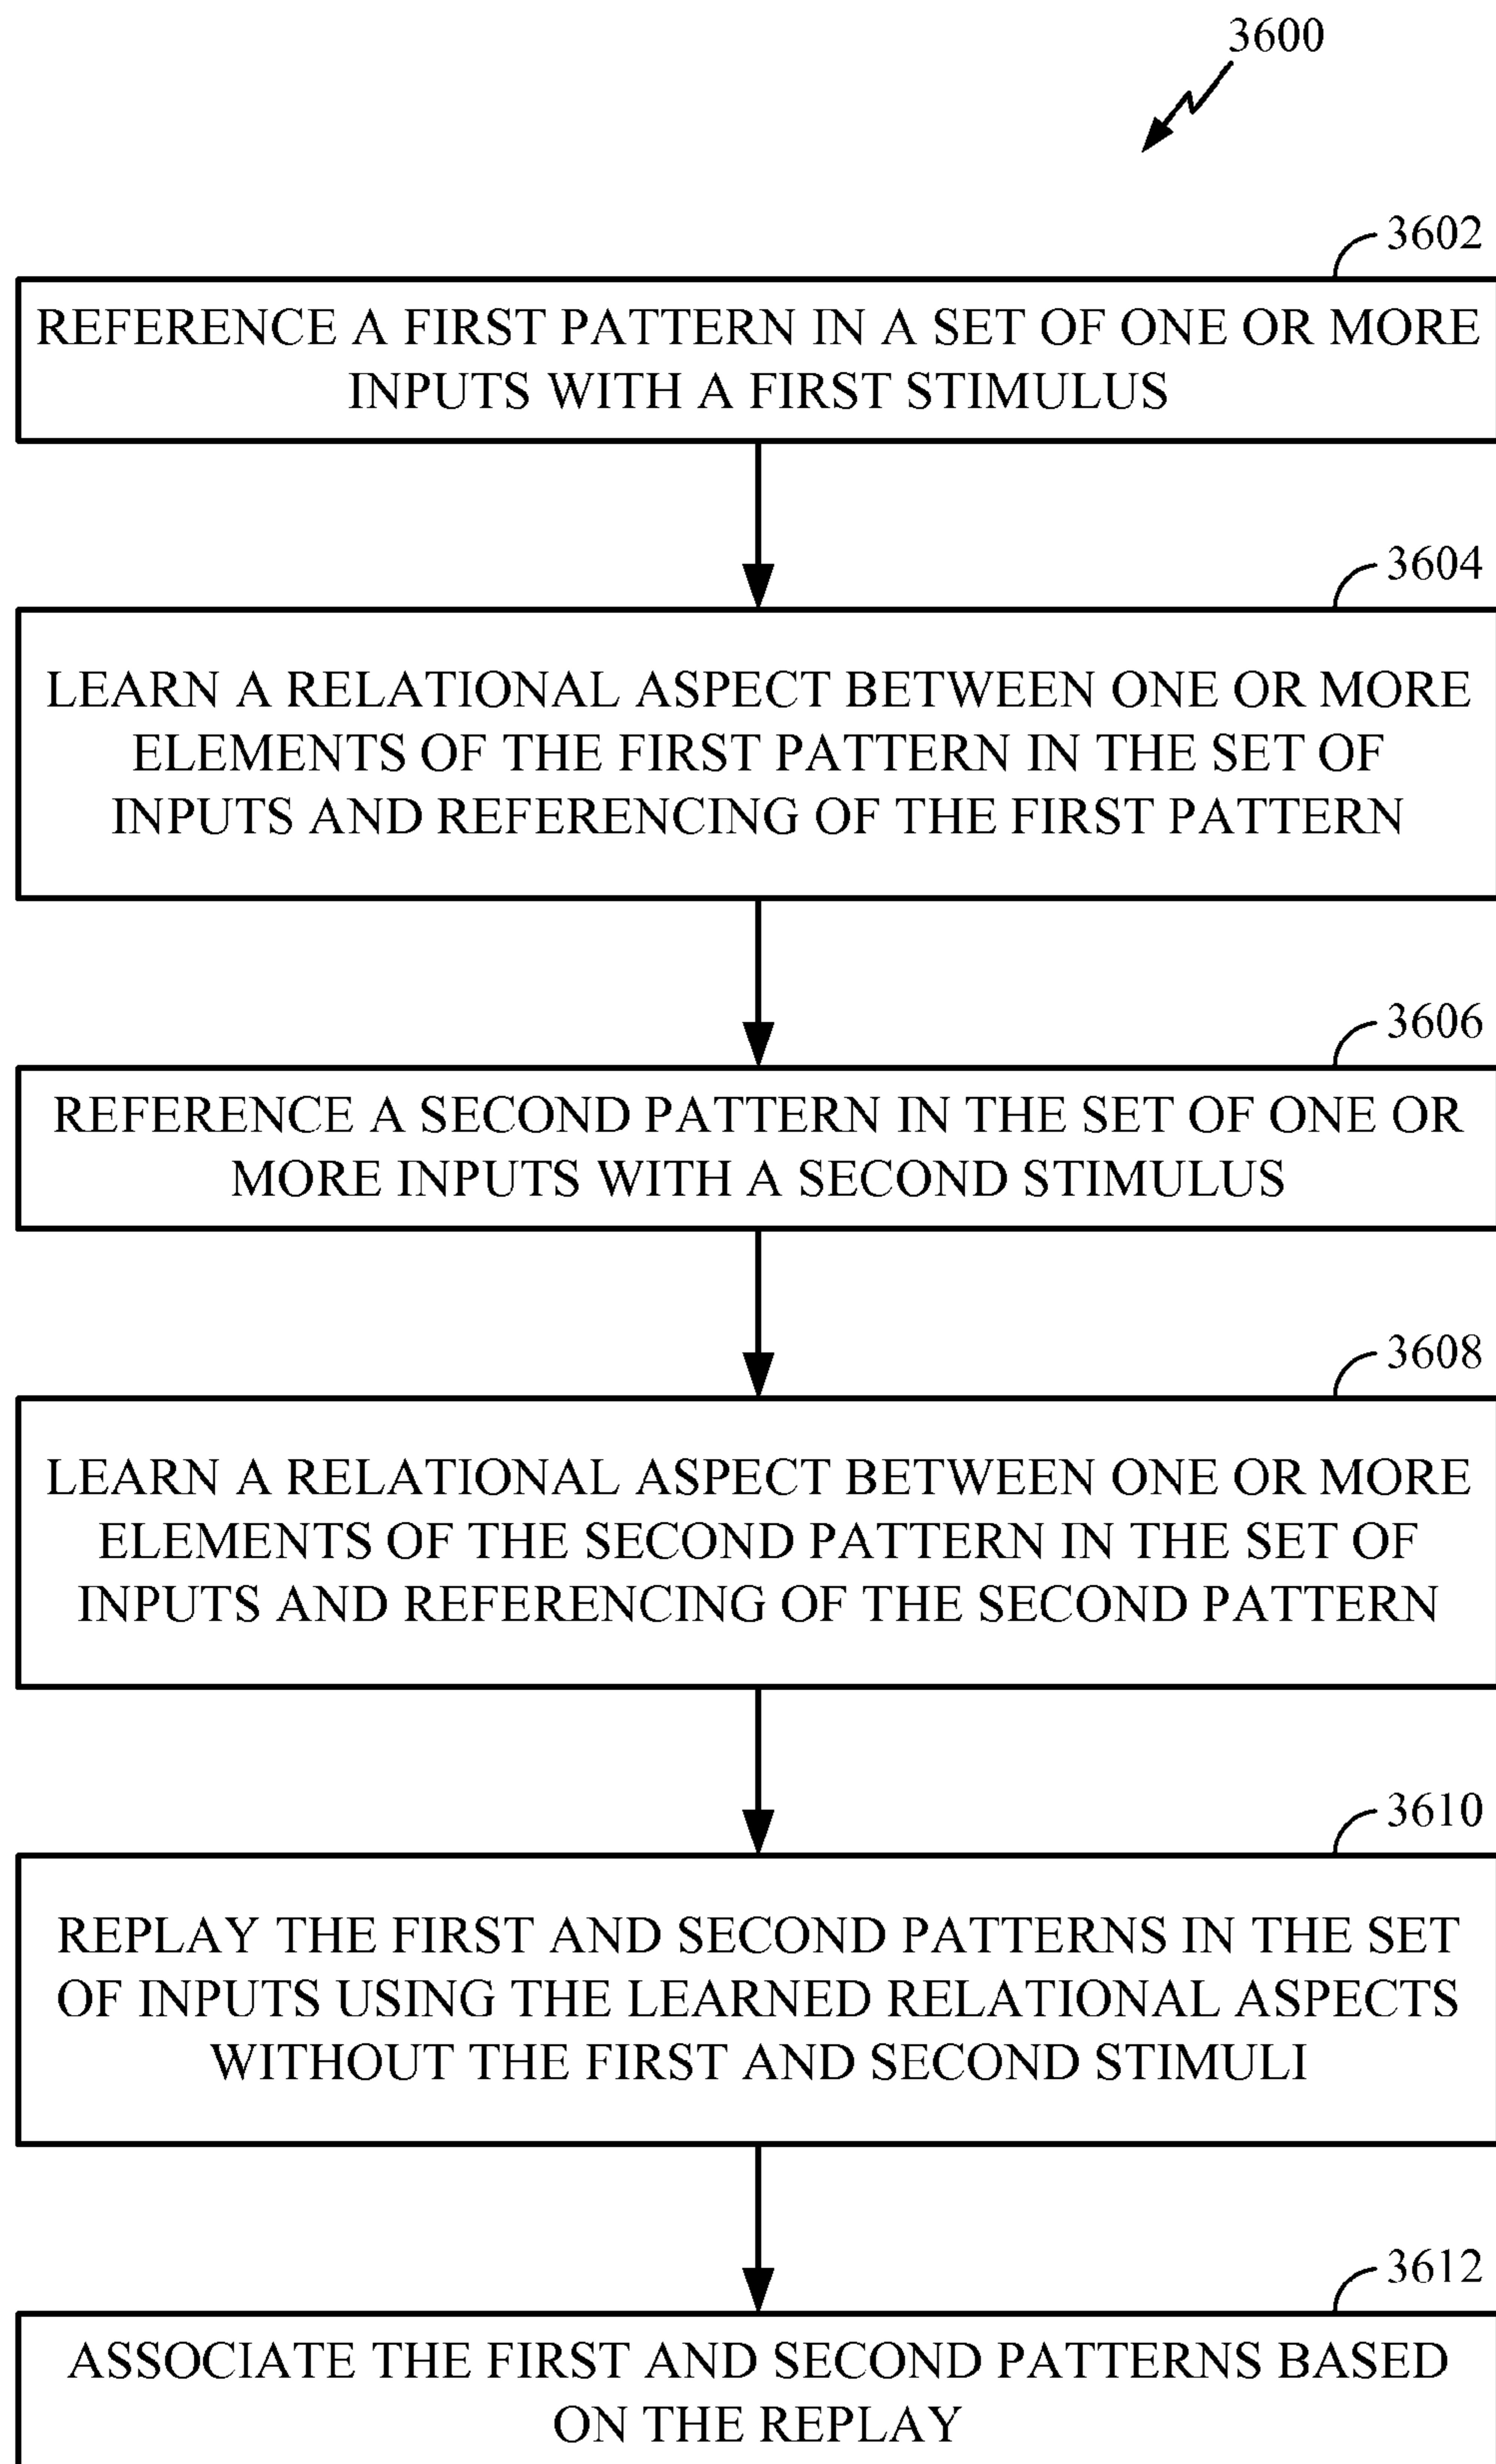 3600
3602
REFERENCE A FIRST PATTERN IN A SET OF ONE OR MORE
INPUTS WITH A FIRST STIMULUS
3604
LEARN A RELATIONAL ASPECT BETWEEN ONE OR MORE
ELEMENTS OF THE FIRST PATTERN IN THE SET OF
INPUTS AND REFERENCING OF THE FIRST PATTERN
3606
REFERENCE A SECOND PATTERN IN THE SET OF ONE OR
MORE INPUTS WITH A SECOND STIMULUS
3608
LEARN A RELATIONAL ASPECT BETWEEN ONE OR MORE
ELEMENTS OF THE SECOND PATTERN IN THE SET OF
INPUTS AND REFERENCING OF THE SECOND PATTERN
3610
REPLAY THE FIRST AND SECOND PATTERNS IN THE SET
OF INPUTS USING THE LEARNED RELATIONAL ASPECTS
WITHOUT THE FIRST AND SECOND STIMULI
3612
ASSOCIATE THE FIRST AND SECOND PATTERNS BASED
ON THE REPLAY